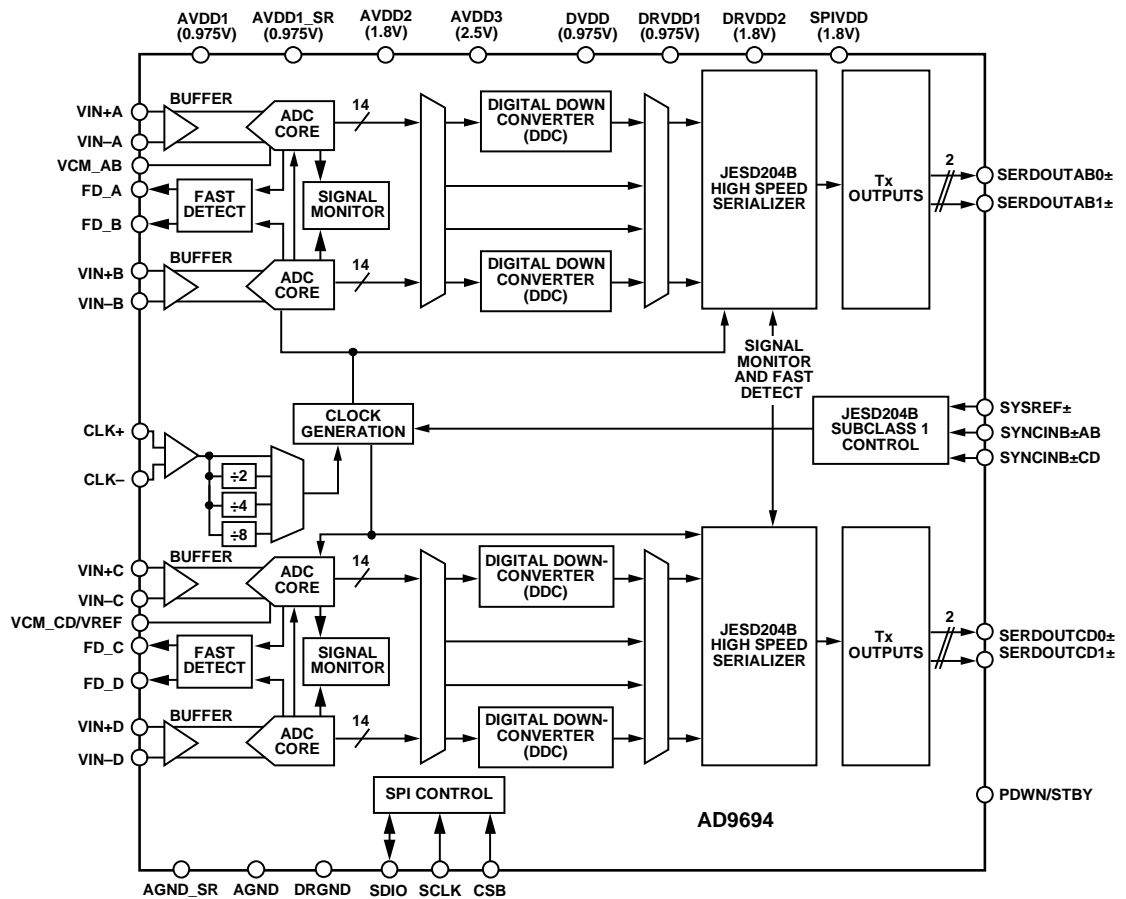 AVDD1
(0.975V)
AVDD1_SR
(0.975V)
AVDD2
(1.8V)
AVDD3
(2.5V)
DVDD
(0.975V)
DRVDD1
(0.975V)
DRVDD2
(1.8V)
SPIVDD
(1.8V)
VIN+A
VIN–A
VCM_AB
FD_A
FD_B
VIN+B
VIN–B
BUFFER
ADC
CORE
14
FAST
DETECT
SIGNAL
MONITOR
BUFFER
ADC
CORE
14
DIGITAL DOWN
CONVERTER
(DDC)
DIGITAL DOWN
CONVERTER
(DDC)
JESD204B
HIGH SPEED
SERIALIZER
Tx
OUTPUTS
2
SERDOUTAB0±
SERDOUTAB1±
SIGNAL
MONITOR
AND FAST
DETECT
CLK+
CLK–
÷2
÷4
÷8
CLOCK
GENERATION
JESD204B
SUBCLASS 1
CONTROL
SYSREF±
SYNCINB±AB
SYNCINB±CD
VIN+C
VIN–C
VCM_CD/VREF
FD_C
FD_D
VIN+D
VIN–D
BUFFER
ADC
CORE
14
FAST
DETECT
SIGNAL
MONITOR
BUFFER
ADC
CORE
14
DIGITAL DOWN-
CONVERTER
(DDC)
DIGITAL DOWN-
CONVERTER
(DDC)
JESD204B
HIGH SPEED
SERIALIZER
Tx
OUTPUTS
2
SERDOUTCD0±
SERDOUTCD1±
SPI CONTROL
PDWN/STBY
AD9694
AGND_SR
AGND
DRGND
SDIO
SCLK
CSB